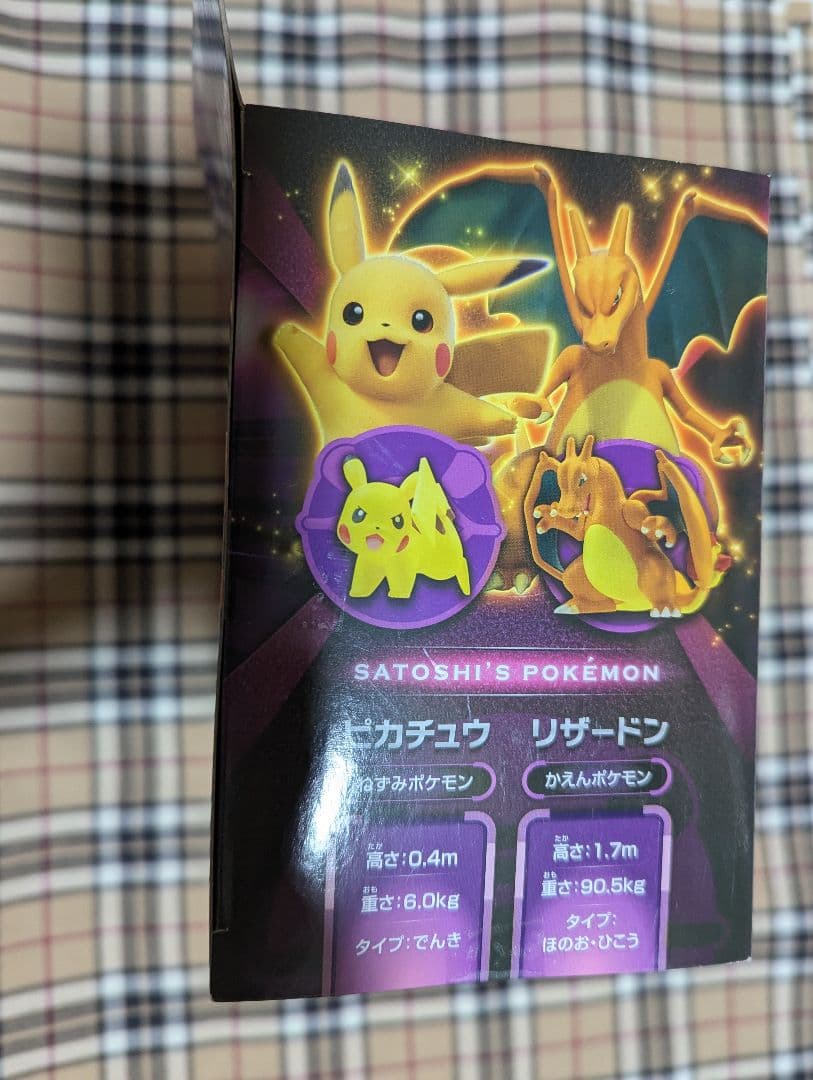 SATOSHI'S POKÉMON
ピカチュウ リザードン
ねずみポケモン かえんポケモン
たか
高さ:0.4m
おも
重さ:6.0kg
タイプ:でんき
たか
高さ:1.7m
おも
重さ:90.5kg
タイプ:
ほのお・ひこう